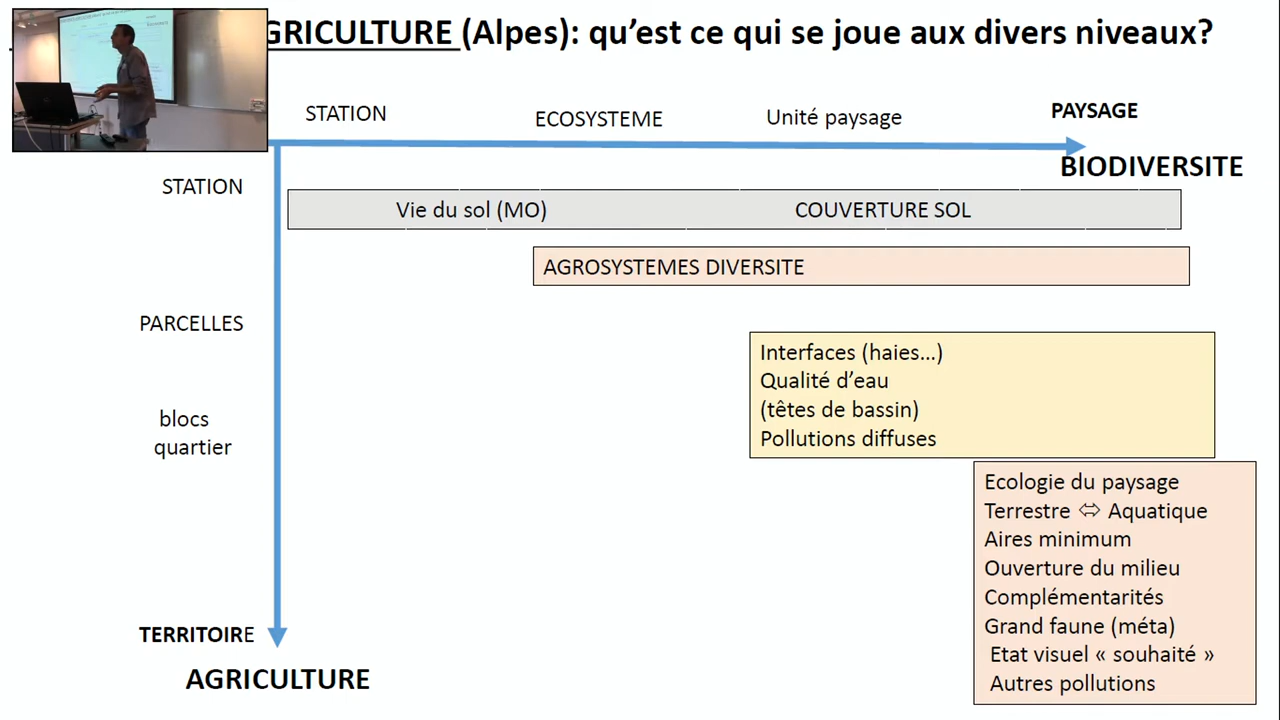 GRICULTURE (Alpes): qu’est ce qui se joue aux divers niveaux?
STATION
ECOSYSTEME
Unité paysage
PAYSAGE
BIODIVERSITE
STATION
Vie du sol (MO)
COUVERTURE SOL
AGROSYSTEMES DIVERSITE
PARCELLES
Interfaces (haies…)
Qualité d’eau
(têtes de bassin)
Pollutions diffuses
blocs
quartier
Ecologie du paysage
Terrestre ⇔ Aquatique
Aires minimum
Ouverture du milieu
Complémentarités
Grand faune (méta)
Etat visuel « souhaité »
Autres pollutions
TERRITOIRE
AGRICULTURE